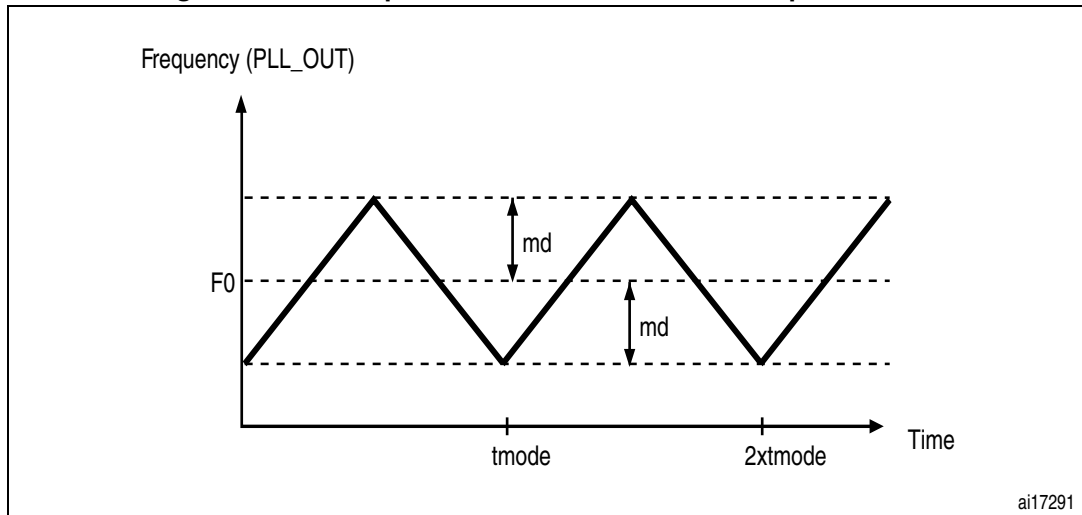 Frequency (PLL_OUT)
md
F0
md
tmode
2xtmode
Time
ai17291